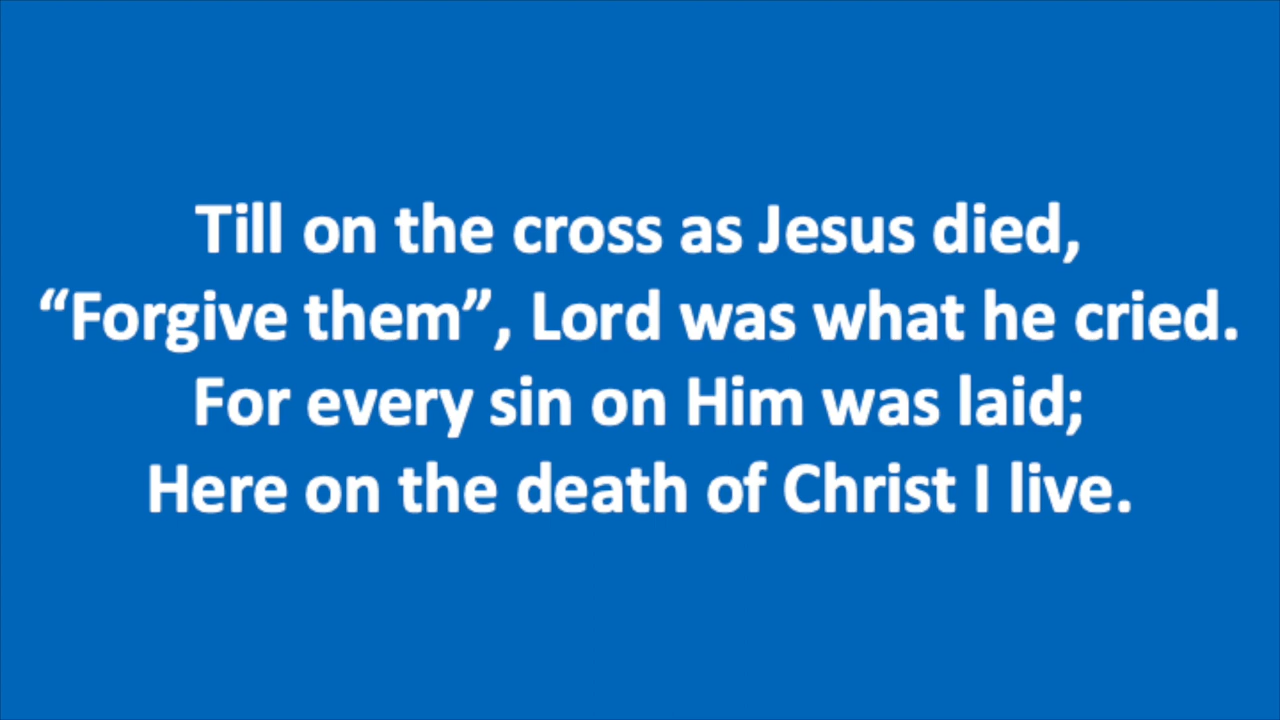 Till on the cross as Jesus died,
“Forgive them”, Lord was what he cried.
For every sin on Him was laid;
Here on the death of Christ I live.